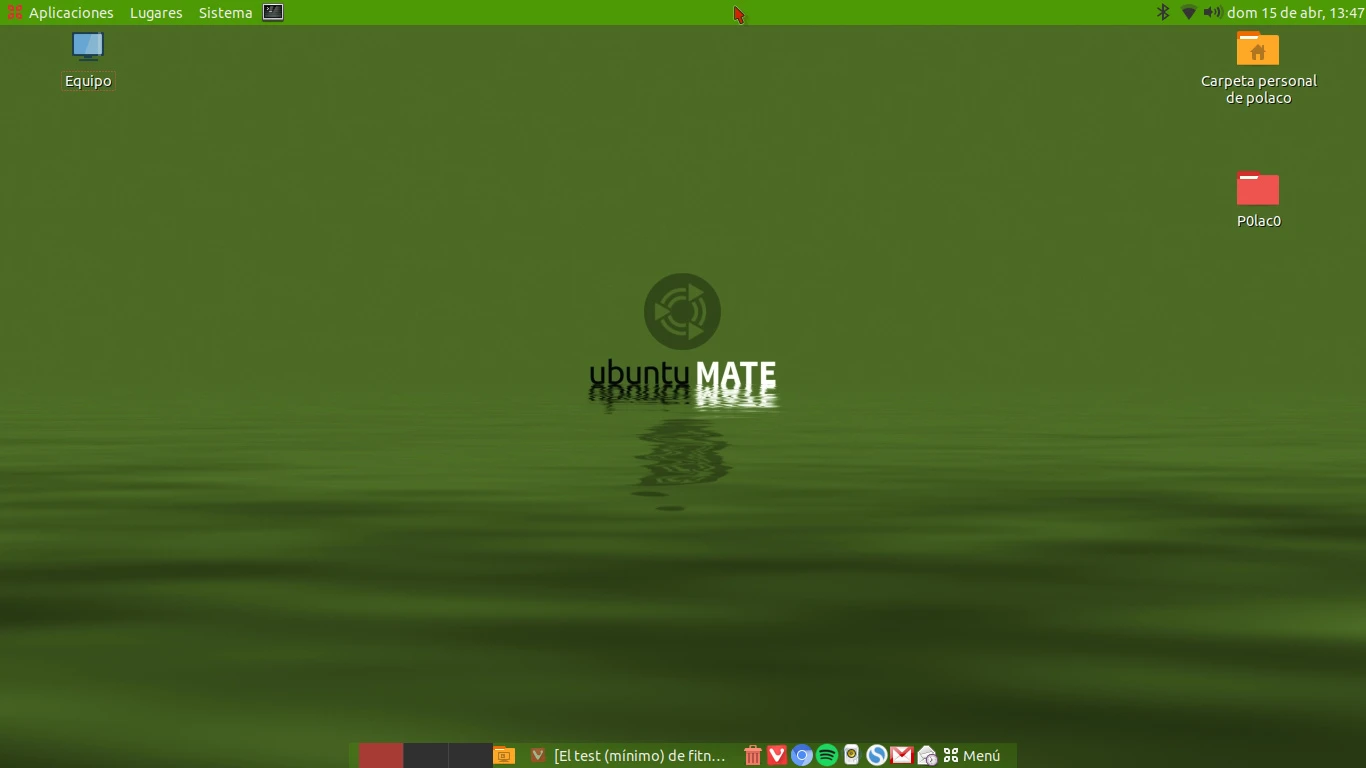 Aplicaciones Lugares Sistema dom 15 de abr, 13:47
Equipo
Carpeta personal
de polaco
P0lac0
ubuntu MATE
[El test (mínimo) de fitn... Menú